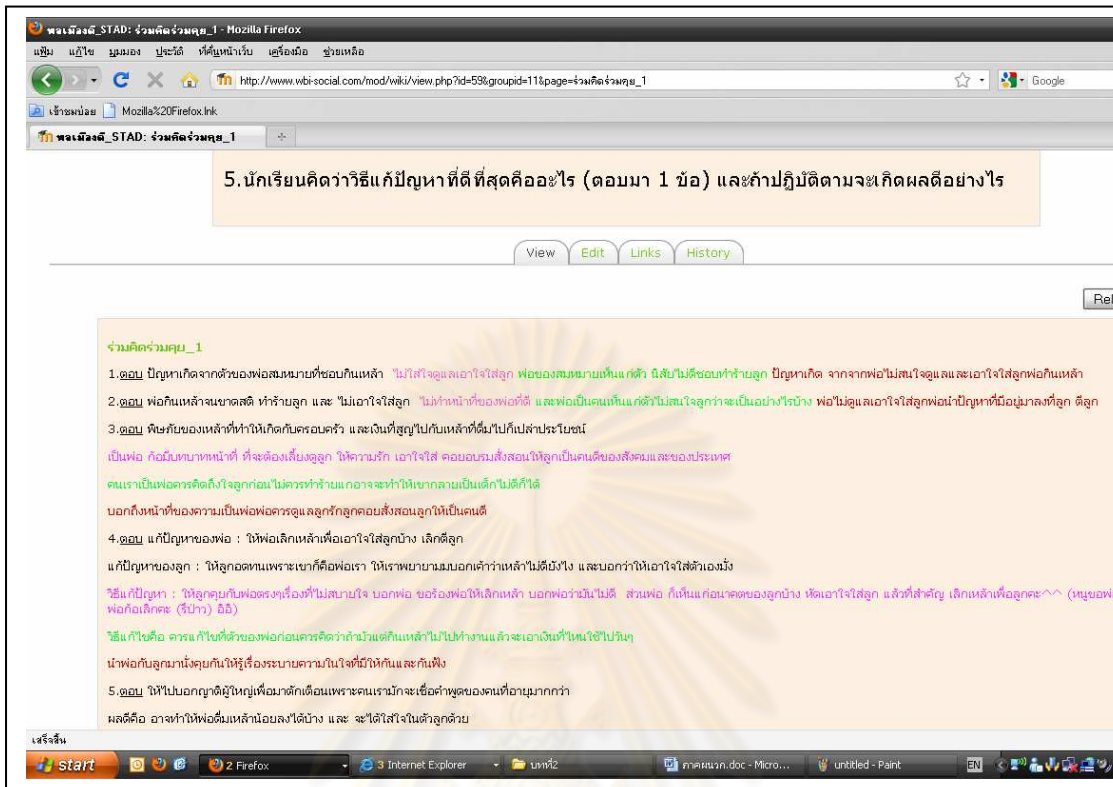 พลเมืองดี_STAD: ร่วมคิดร่วมคุย_1 - Mozilla Firefox
แฟ้ม แก้ไข มุมมอง ประวัติ ที่คั่นหน้าเว็บ เครื่องมือ ช่วยเหลือ
http://www.wbi-social.com/mod/wiki/view.php?id=59&groupid=11&page=ร่วมคิดร่วมคุย_1
Google
เข้าชมบ่อย Mozilla%20Firefox.lnk
พลเมืองดี_STAD: ร่วมคิดร่วมคุย_1
5.นักเรียนคิดว่าวิธีแก้ปัญหาที่ดีที่สุดคืออะไร (ตอบมา 1 ข้อ) และถ้าปฏิบัติตามจะเกิดผลดีอย่างไร
View Edit Links History
Rel
ร่วมคิดร่วมคุย_1
1.ตอบ ปัญหาเกิดจากตัวของพ่อสมหมายที่ชอบกินเหล้า ไม่ใส่ใจดูแลเอาใจใส่ลูก พ่อของสมหมายเห็นแก่ตัว นิสัยไม่ดีชอบทำร้ายลูก ปัญหาเกิด จากจากพ่อไม่สนใจดูแลและเอาใจใส่ลูกพ่อกินเหล้า
2.ตอบ พ่อกินเหล้าจนขาดสติ ทำร้ายลูก และ ไม่เอาใจใส่ลูก ไม่ทำหน้าที่ของพ่อที่ดี และพ่อเป็นคนเห็นแก่ตัวไม่สนใจลูกว่าจะเป็นอย่างไรบ้าง พ่อไม่ดูแลเอาใจใส่ลูกพ่อนำปัญหาที่มีอยู่มาลงที่ลูก ตีลูก
3.ตอบ พิษภัยของเหล้าที่ทำให้เกิดกับครอบครัว และเงินที่สูญไปกับเหล้าที่ดื่มไปก็เปล่าประโยชน์
เป็นพ่อ ก้อมีบทบาทหน้าที่ ที่จะต้องเลี้ยงดูลูก ให้ความรัก เอาใจใส่ คอยอบรมสั่งสอนให้ลูกเป็นคนดีของสังคมและของประเทศ
คนเราเป็นพ่อควรคิดถึงใจลูกก่อนไม่ควรทำร้ายแกอาจจะทำให้เขากลายเป็นเด็กไม่ดีก็ได้
บอกถึงหน้าที่ของความเป็นพ่อพ่อควรดูแลลูกรักลูกคอยสั่งสอนลูกให้เป็นคนดี
4.ตอบ แก้ปัญหาของพ่อ : ให้พ่อเลิกเหล้าเพื่อเอาใจใส่ลูกบ้าง เลิกตีลูก
แก้ปัญหาของลูก : ให้ลูกอดทนเพราะเขาก็คือพ่อเรา ให้เราพยายามมบอกเค้าว่าเหล้าไม่ดียังไง และบอกว่าให้เอาใจใส่ตัวเองมั่ง
วิธีแก้ปัญหา : ให้ลูกคุยกับพ่อตรงๆเรื่องที่ไม่สบายใจ บอกพ่อ ขอร้องพ่อให้เลิกเหล้า บอกพ่อว่ามันไม่ดี ส่วนพ่อ ก็เห็นแก่อนาคตของลูกบ้าง หัดเอาใจใส่ลูก แล้วที่สำคัญ เลิกเหล้าเพื่อลูกคะ^^ (หนูขอพ่
พ่อก้อเลิกคะ (รึป่าว) อิอิ)
วิธีแก้ไขคือ ควรแก้ไขที่ตัวของพ่อก่อนควรคิดว่าถ้ามัวแต่กินเหล้าไม่ไปทำงานแล้วจะเอาเงินที่ไหนใช้ไปวันๆ
นำพ่อกับลูกมานั่งคุยกันให้รู้เรื่องระบายความในใจที่มีให้กันและกันฟัง
5.ตอบ ให้ไปบอกญาติผู้ใหญ่เพื่อมาตักเตือนเพราะคนเรามักจะเชื่อคำพูดของคนที่อายุมากกว่า
ผลดีคือ อาจทำให้พ่อดื่มเหล้าน้อยลงได้บ้าง และ จะได้ใส่ใจในตัวลูกด้วย
เสร็จสิ้น
start 2 Firefox 3 Internet Explorer บทที่2 ภาคผนวก.doc - Micro... untitled - Paint EN